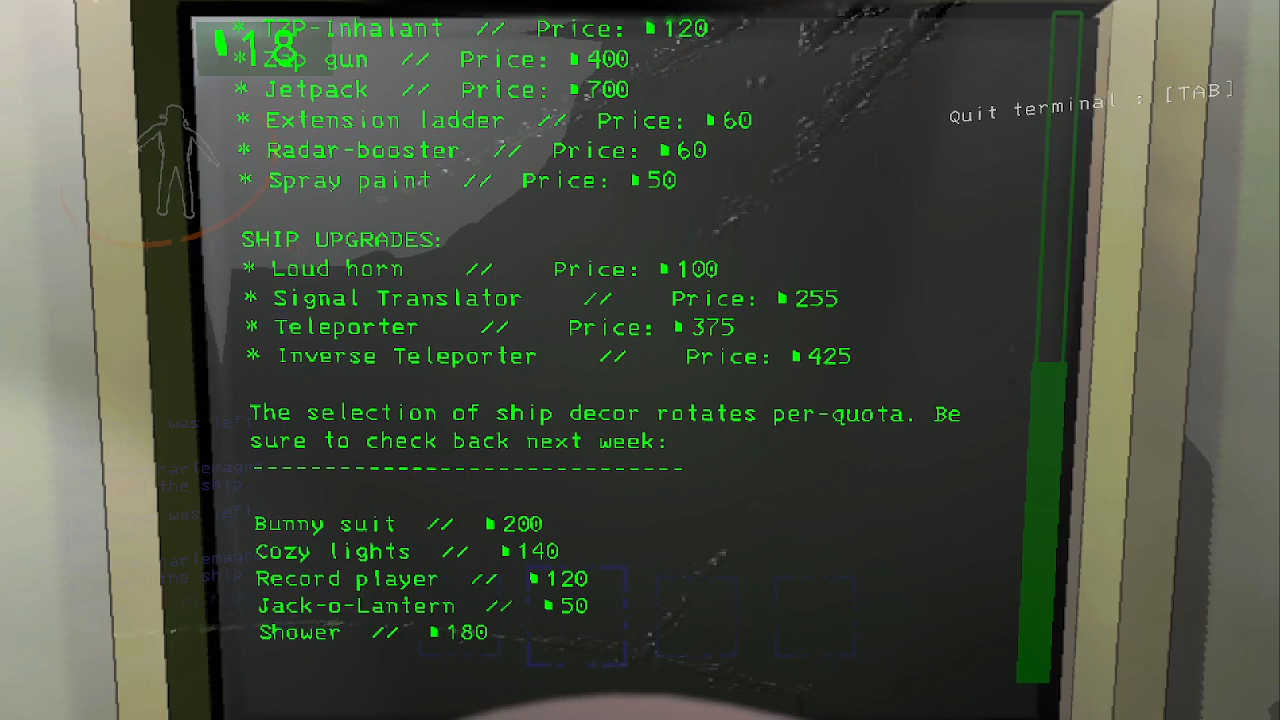 * TZP-Inhalant // Price: ▮120
▮18
* Zap gun // Price: ▮400
* Jetpack // Price: ▮700
Quit terminal : [TAB]
* Extension ladder // Price: ▮60
* Radar-booster // Price: ▮60
* Spray paint // Price: ▮50
SHIP UPGRADES:
* Loud horn // Price: ▮100
* Signal Translator // Price: ▮255
* Teleporter // Price: ▮375
* Inverse Teleporter // Price: ▮425
The selection of ship decor rotates per-quota. Be
sure to check back next week:
------------------------------
Bunny suit // ▮200
Cozy lights // ▮140
Record player // ▮120
Jack-o-Lantern // ▮50
Shower // ▮180